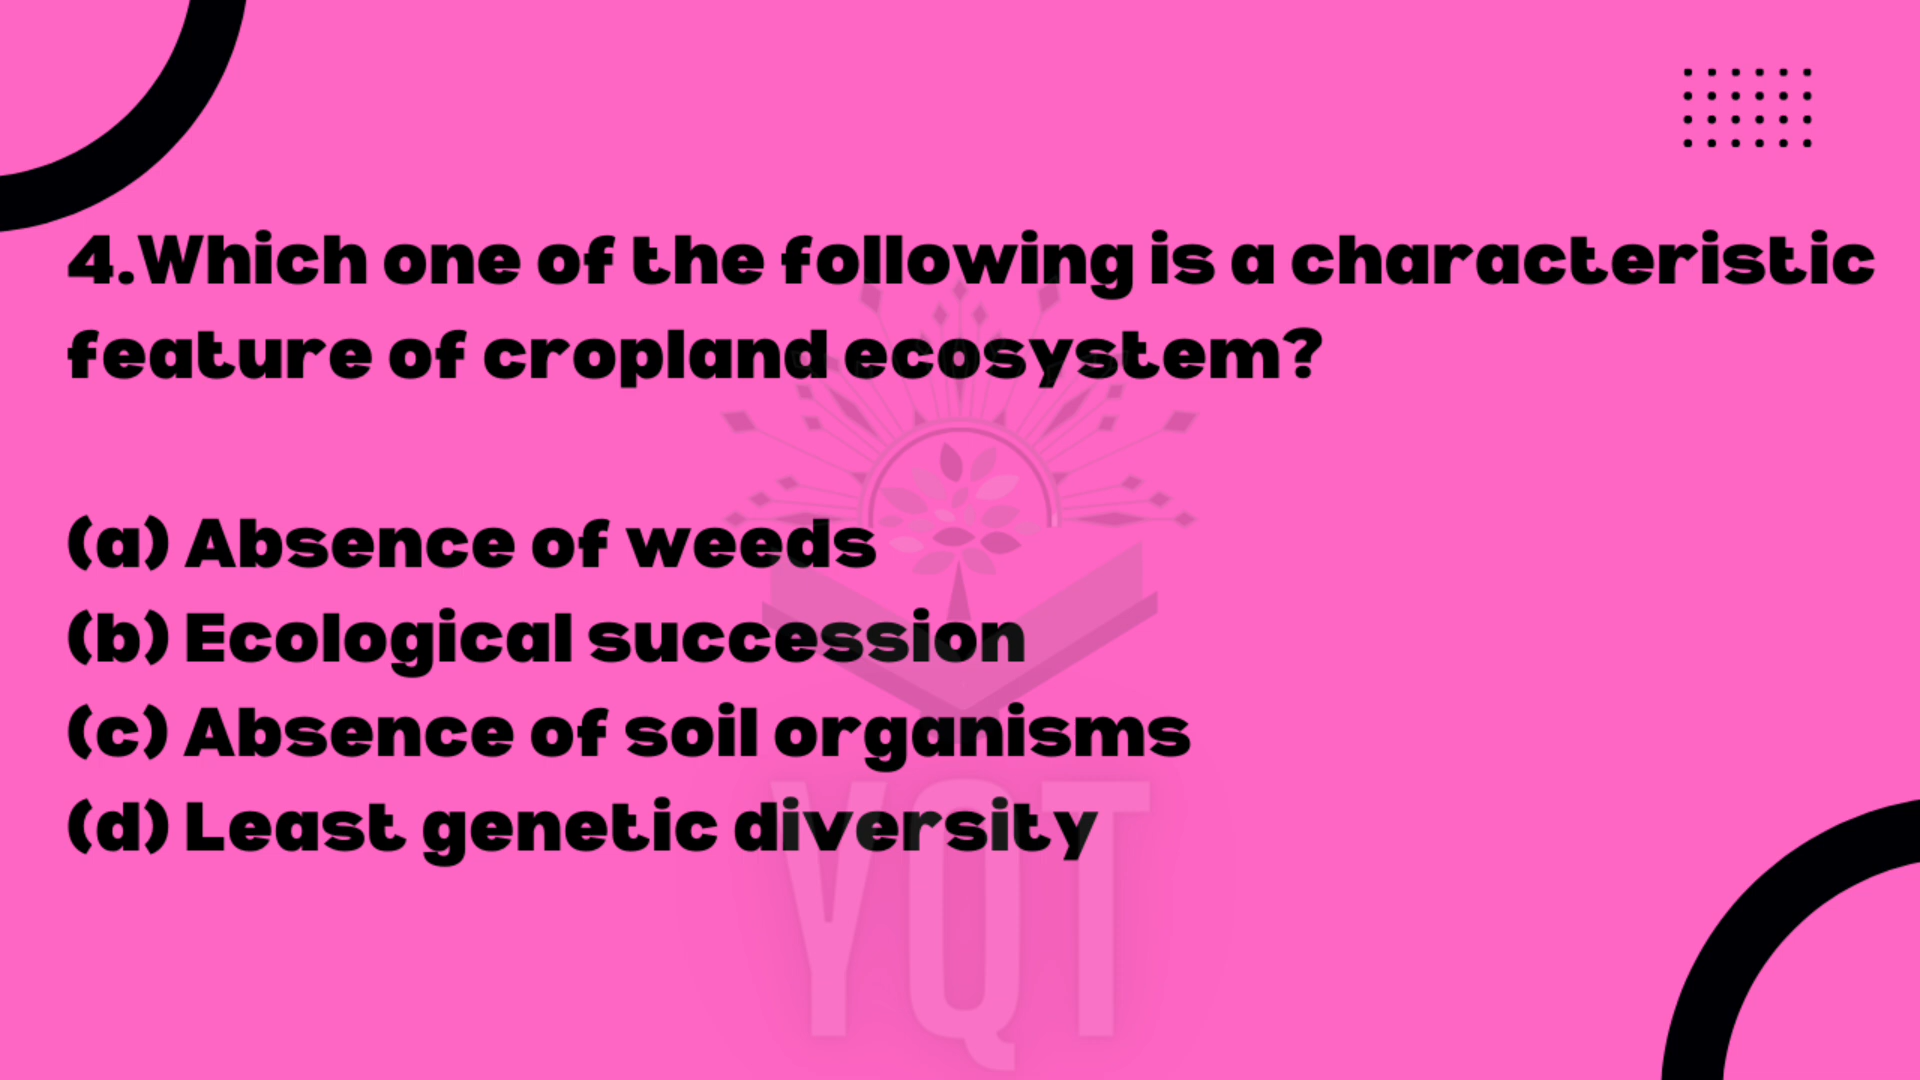 4.Which one of the following is a characteristic
feature of cropland ecosystem?
(a) Absence of weeds
(b) Ecological succession
(c) Absence of soil organisms
(d) Least genetic diversity
YQT